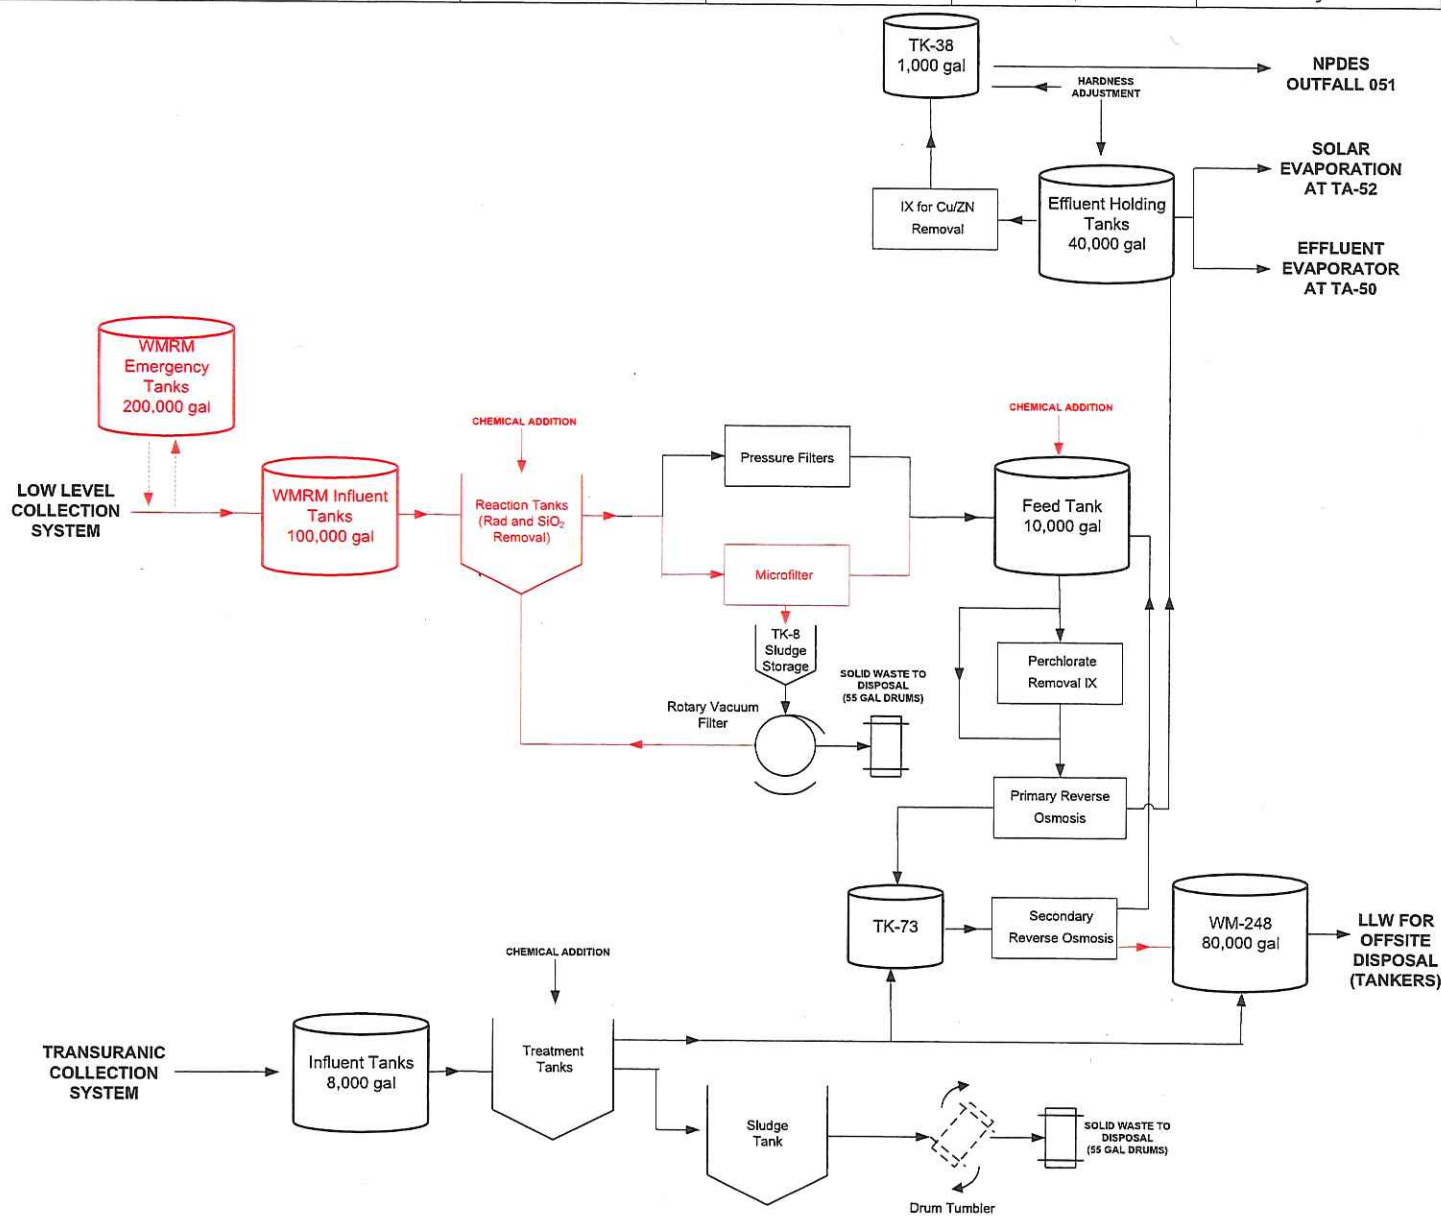 TK-38
1,000 gal
NPDES
OUTFALL 051
HARDNESS
ADJUSTMENT
SOLAR
EVAPORATION
AT TA-52
IX for Cu/ZN
Removal
Effluent Holding
Tanks
40,000 gal
EFFLUENT
EVAPORATOR
AT TA-50
WMRM
Emergency
Tanks
200,000 gal
CHEMICAL ADDITION
CHEMICAL ADDITION
Pressure Filters
LOW LEVEL
COLLECTION
SYSTEM
WMRM Influent
Tanks
100,000 gal
Reaction Tanks
(Rad and SiO₂
Removal)
Feed Tank
10,000 gal
Microfilter
TK-8
Sludge
Storage
SOLID WASTE TO
DISPOSAL
(55 GAL DRUMS)
Perchlorate
Removal IX
Rotary Vacuum
Filter
Primary Reverse
Osmosis
TK-73
Secondary
Reverse Osmosis
WM-248
80,000 gal
LLW FOR
OFFSITE
DISPOSAL
(TANKERS)
CHEMICAL ADDITION
TRANSURANIC
COLLECTION
SYSTEM
Influent Tanks
8,000 gal
Treatment
Tanks
Sludge
Tank
SOLID WASTE TO
DISPOSAL
(55 GAL DRUMS)
Drum Tumbler